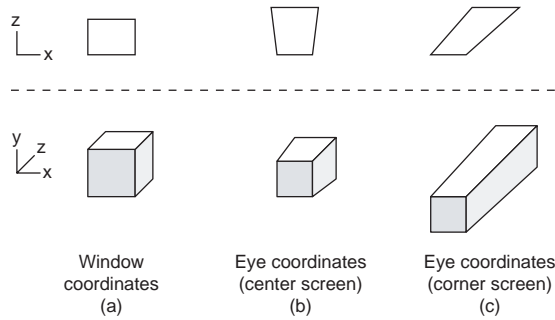 z
x
y
z
x
Window
coordinates
(a)
Eye coordinates
(center screen)
(b)
Eye coordinates
(corner screen)
(c)